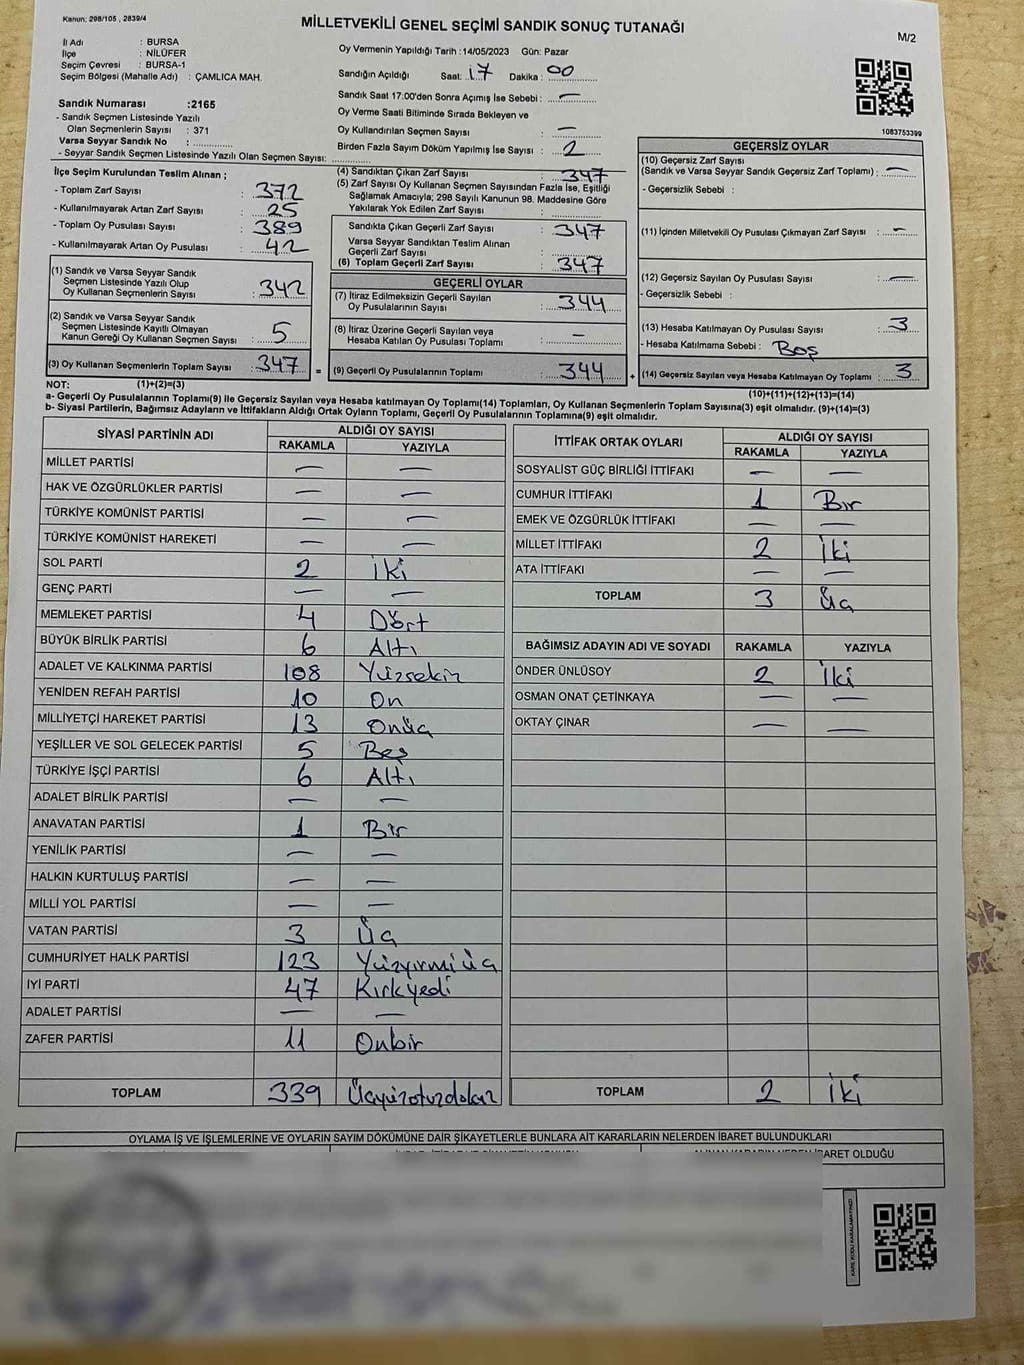 Kanun: 298/105 , 2839/4
MİLLETVEKİLİ GENEL SEÇİMİ SANDIK SONUÇ TUTANAĞI
M/2
İl Adı : BURSA
İlçe : NİLÜFER
Seçim Çevresi : BURSA-1
Seçim Bölgesi (Mahalle Adı) : ÇAMLICA MAH.
Sandık Numarası :2165
- Sandık Seçmen Listesinde Yazılı
Olan Seçmenlerin Sayısı : 371
Varsa Seyyar Sandık No :
- Seyyar Sandık Seçmen Listesinde Yazılı Olan Seçmen Sayısı:
Oy Vermenin Yapıldığı Tarih :14/05/2023 Gün: Pazar
Sandığın Açıldığı Saat: 17 Dakika : 00
Sandık Saat 17:00'den Sonra Açımış İse Sebebi : —
Oy Verme Saati Bitiminde Sırada Bekleyen ve
Oy Kullandırılan Seçmen Sayısı : —
Birden Fazla Sayım Döküm Yapılmış İse Sayısı : 2
1083753399
İlçe Seçim Kurulundan Teslim Alınan ;
- Toplam Zarf Sayısı : 372
- Kullanılmayarak Artan Zarf Sayısı : 25
- Toplam Oy Pusulası Sayısı : 389
- Kullanılmayarak Artan Oy Pusulası : 42
(1) Sandık ve Varsa Seyyar Sandık
Seçmen Listesinde Yazılı Olup
Oy Kullanan Seçmenlerin Sayısı : 342
(2) Sandık ve Varsa Seyyar Sandık
Seçmen Listesinde Kayıtlı Olmayan
Kanun Gereği Oy Kullanan Seçmen Sayısı : 5
(3) Oy Kullanan Seçmenlerin Toplam Sayısı : 347 =
(4) Sandıktan Çıkan Zarf Sayısı : 347
(5) Zarf Sayısı Oy Kullanan Seçmen Sayısından Fazla İse, Eşitliği
Sağlamak Amacıyla; 298 Sayılı Kanunun 98. Maddesine Göre
Yakılarak Yok Edilen Zarf Sayısı :
Sandıkta Çıkan Geçerli Zarf Sayısı : 347
Varsa Seyyar Sandıktan Teslim Alınan
Geçerli Zarf Sayısı :
(6) Toplam Geçerli Zarf Sayısı : 347
GEÇERLİ OYLAR
(7) İtiraz Edilmeksizin Geçerli Sayılan
Oy Pusulalarının Sayısı : 344
(8) İtiraz Üzerine Geçerli Sayılan veya
Hesaba Katılan Oy Pusulası Toplamı : —
(9) Geçerli Oy Pusulalarının Toplamı : 344 +
GEÇERSİZ OYLAR
(10) Geçersiz Zarf Sayısı
(Sandık ve Varsa Seyyar Sandık Geçersiz Zarf Toplamı) : —
- Geçersizlik Sebebi :
(11) İçinden Milletvekili Oy Pusulası Çıkmayan Zarf Sayısı : —
(12) Geçersiz Sayılan Oy Pusulası Sayısı : —
- Geçersizlik Sebebi :
(13) Hesaba Katılmayan Oy Pusulası Sayısı : 3
- Hesaba Katılmama Sebebi : Boş
(14) Geçersiz Sayılan veya Hesaba Katılmayan Oy Toplamı : 3
NOT: (1)+(2)=(3) (10)+(11)+(12)+(13)=(14)
a- Geçerli Oy Pusulalarının Toplamı(9) ile Geçersiz Sayılan veya Hesaba katılmayan Oy Toplamı(14) Toplamları, Oy Kullanan Seçmenlerin Toplam Sayısına(3) eşit olmalıdır. (9)+(14)=(3)
b- Siyasi Partilerin, Bağımsız Adayların ve İttifakların Aldığı Ortak Oyların Toplamı, Geçerli Oy Pusulalarının Toplamına(9) eşit olmalıdır.
SİYASİ PARTİNİN ADI ALDIĞI OY SAYISI
RAKAMLA YAZIYLA
MİLLET PARTİSİ — —
HAK VE ÖZGÜRLÜKLER PARTİSİ — —
TÜRKİYE KOMÜNİST PARTİSİ — —
TÜRKİYE KOMÜNİST HAREKETİ — —
SOL PARTİ 2 İki
GENÇ PARTİ — —
MEMLEKET PARTİSİ 4 Dört
BÜYÜK BİRLİK PARTİSİ 6 Altı
ADALET VE KALKINMA PARTİSİ 108 Yüzsekiz
YENİDEN REFAH PARTİSİ 10 On
MİLLİYETÇİ HAREKET PARTİSİ 13 Onüç
YEŞİLLER VE SOL GELECEK PARTİSİ 5 Beş
TÜRKİYE İŞÇİ PARTİSİ 6 Altı
ADALET BİRLİK PARTİSİ — —
ANAVATAN PARTİSİ 1 Bir
YENİLİK PARTİSİ — —
HALKIN KURTULUŞ PARTİSİ — —
MİLLİ YOL PARTİSİ — —
VATAN PARTİSİ 3 Üç
CUMHURİYET HALK PARTİSİ 123 Yüzyirmiüç
İYİ PARTİ 47 Kırkyedi
ADALET PARTİSİ — —
ZAFER PARTİSİ 11 Onbir
TOPLAM 339 Üçyüzotuzdokuz
İTTİFAK ORTAK OYLARI ALDIĞI OY SAYISI
RAKAMLA YAZIYLA
SOSYALİST GÜÇ BİRLİĞİ İTTİFAKI — —
CUMHUR İTTİFAKI 1 Bir
EMEK VE ÖZGÜRLÜK İTTİFAKI — —
MİLLET İTTİFAKI 2 İki
ATA İTTİFAKI — —
TOPLAM 3 Üç
BAĞIMSIZ ADAYIN ADI VE SOYADI RAKAMLA YAZIYLA
ÖNDER ÜNLÜSOY 2 İki
OSMAN ONAT ÇETİNKAYA — —
OKTAY ÇINAR — —
TOPLAM 2 İki
OYLAMA İŞ VE İŞLEMLERİNE VE OYLARIN SAYIM DÖKÜMÜNE DAİR ŞİKAYETLERLE BUNLARA AİT KARARLARIN NELERDEN İBARET BULUNDUKLARI
İBARET OLDUĞU
KARE KODU KARALAMAYINIZ!